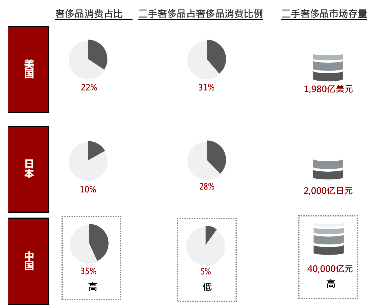 奢侈品消费占比 二手奢侈品占奢侈品消费比例 二手奢侈品市场存量
美国 22% 31% 1,980亿美元
日本 10% 28% 2,000亿日元
中国 35% 5% 40,000亿元
高 低 高